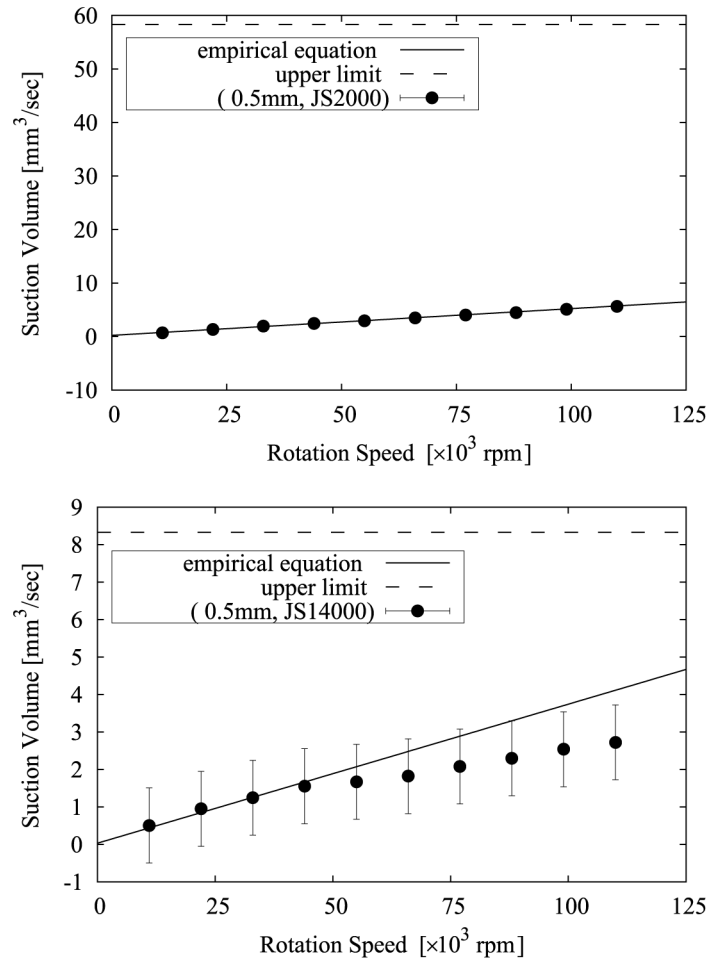 60
50
40
30
20
10
0
-10
Suction Volume [mm³/sec]
empirical equation
upper limit
( 0.5mm, JS2000)
0 25 50 75 100 125
Rotation Speed [×10³ rpm]
9
8
7
6
5
4
3
2
1
0
-1
Suction Volume [mm³/sec]
empirical equation
upper limit
( 0.5mm, JS14000)
0 25 50 75 100 125
Rotation Speed [×10³ rpm]